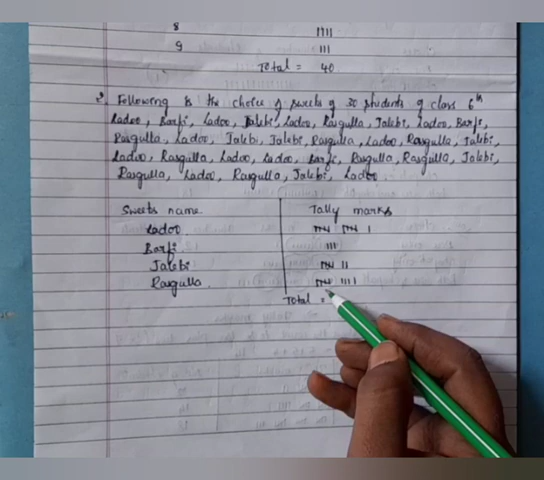 8 ||||
9 |||
Total = 40
2. Following is the choice of sweets of 30 students of class 6th
Ladoo, Barfi, Ladoo, Jalebi, Ladoo, Rasgulla, Jalebi, Ladoo, Barfi,
Rasgulla, Ladoo, Jalebi, Jalebi, Rasgulla, Ladoo, Rasgulla, Jalebi,
Ladoo, Rasgulla, Ladoo, Ladoo, Barfi, Rasgulla, Rasgulla, Jalebi,
Rasgulla, Ladoo, Rasgulla, Jalebi, Ladoo
Sweets name Tally marks
Ladoo 𝍸 𝍸 |
Barfi |||
Jalebi 𝍸 ||
Rasgulla 𝍸 ||||
Total =